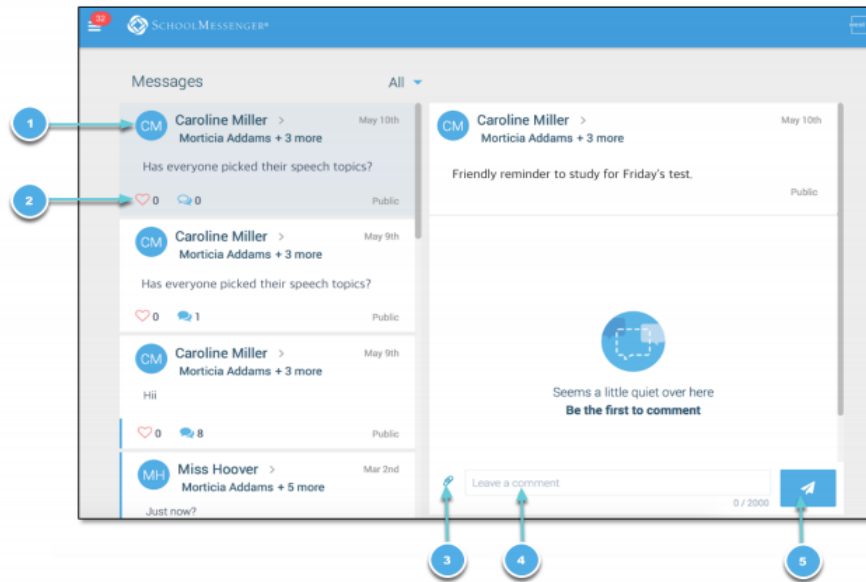 32
SCHOOLMESSENGER®
Messages
All
CM
Caroline Miller >
May 10th
Morticia Addams + 3 more
Has everyone picked their speech topics?
0
0
Public
CM
Caroline Miller >
May 9th
Morticia Addams + 3 more
Has everyone picked their speech topics?
0
1
Public
CM
Caroline Miller >
May 9th
Morticia Addams + 3 more
Hii
0
8
Public
MH
Miss Hoover >
Mar 2nd
Morticia Addams + 5 more
Just now?
CM
Caroline Miller >
May 10th
Morticia Addams + 3 more
Friendly reminder to study for Friday's test.
Public
Seems a little quiet over here
Be the first to comment
Leave a comment
0 / 2000
1
2
3
4
5